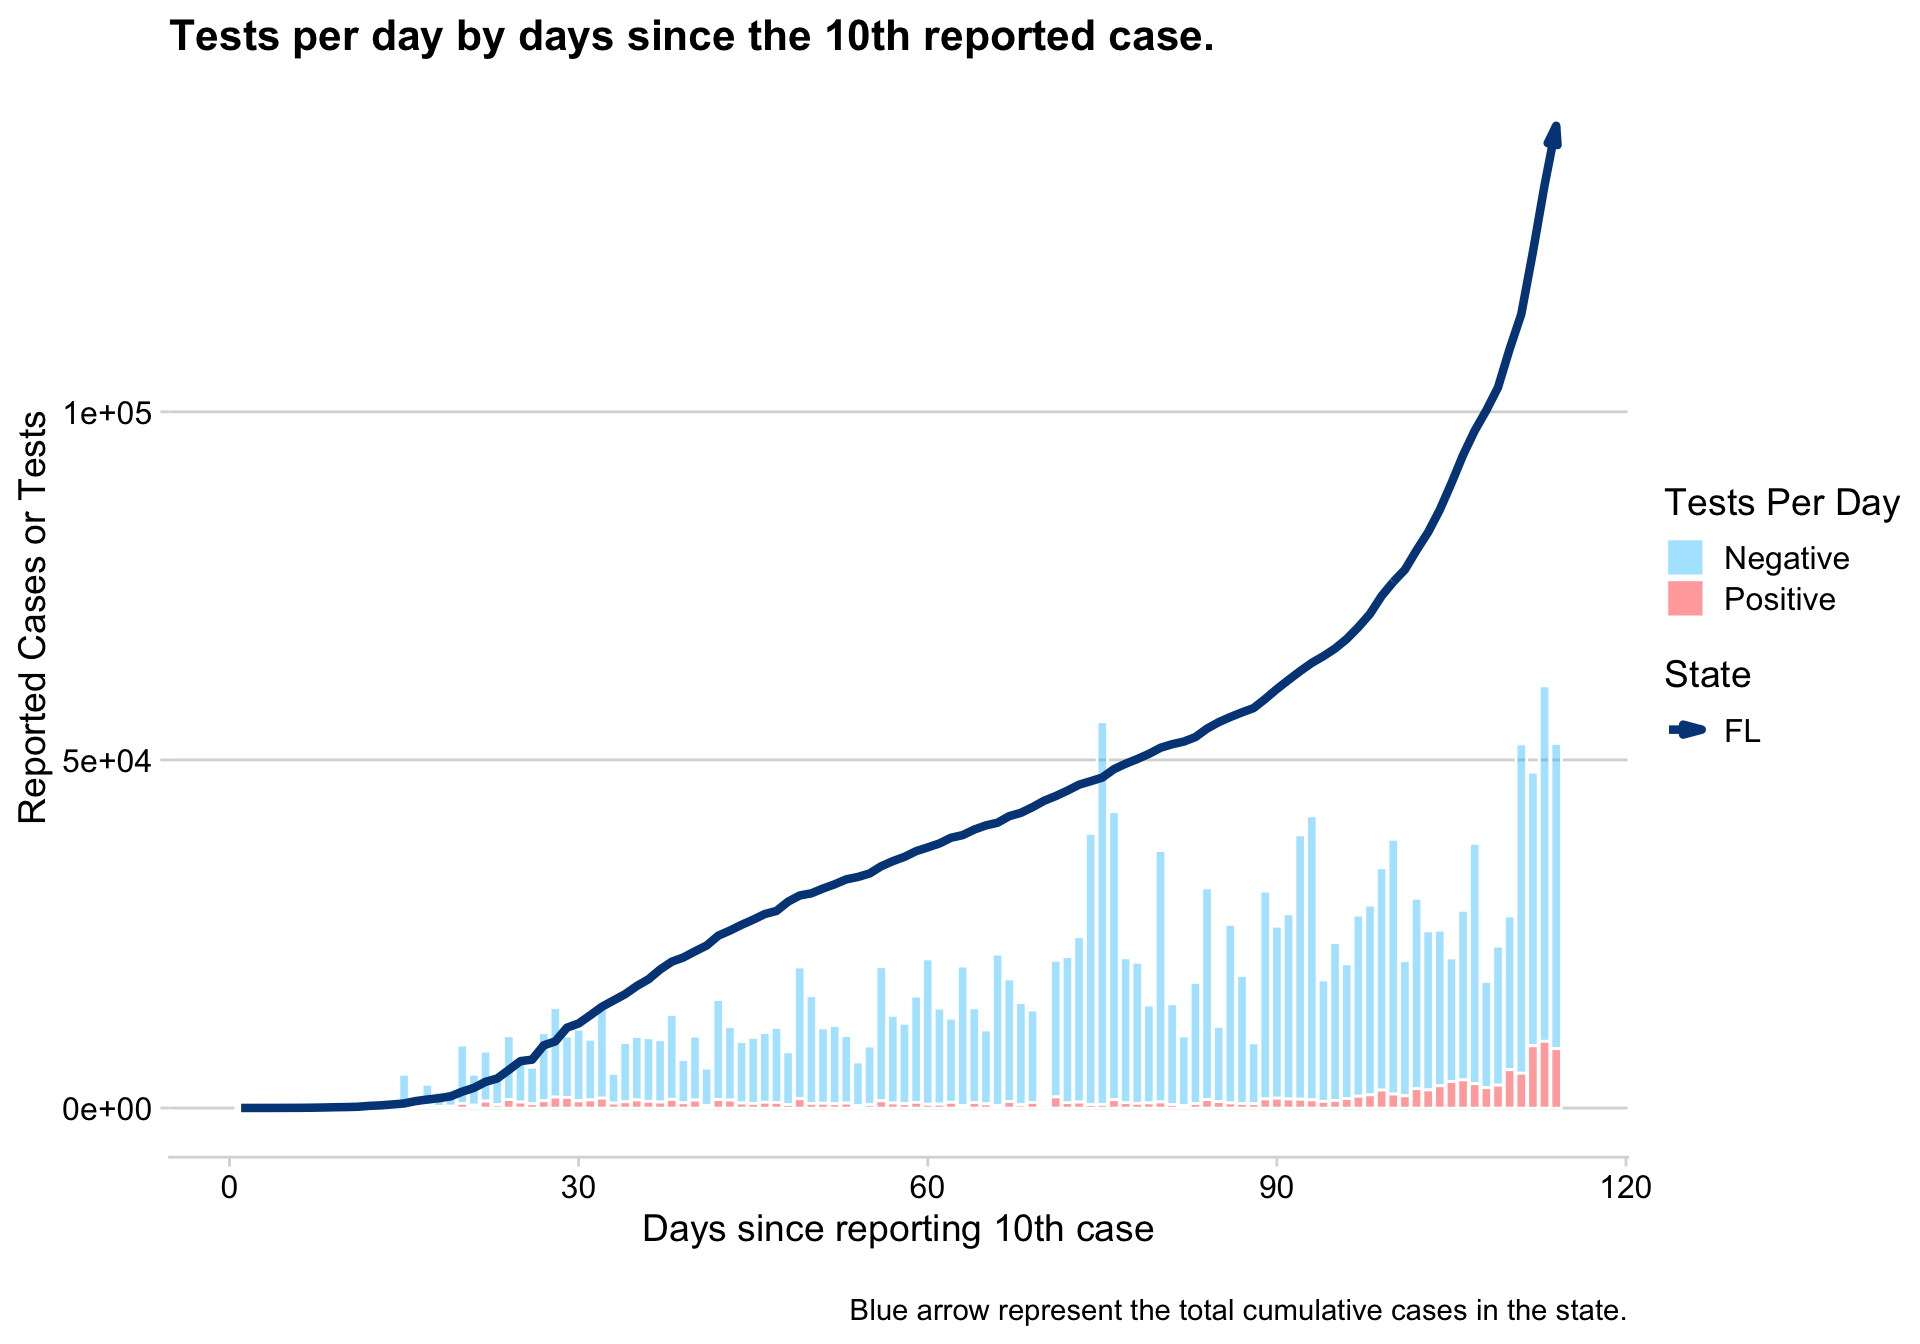 Tests per day by days since the 10th reported case.
Reported Cases or Tests
1e+05
5e+04
0e+00
0
30
60
90
120
Days since reporting 10th case
Tests Per Day
Negative
Positive
State
FL
Blue arrow represent the total cumulative cases in the state.